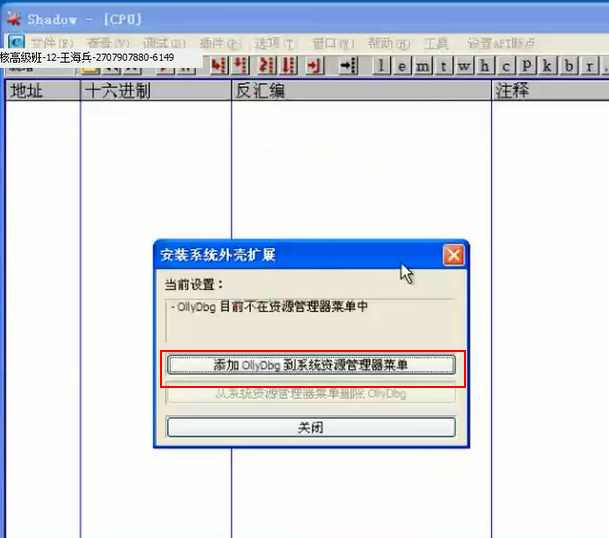 Shadow - [CPU]
C 文件(F) 查看(V) 调试(D) 插件(P) 选项(T) 窗口(W) 帮助(H) 工具 设置API断点
核高级班-12-王海兵-2707907880-6149
l e m t w h c P k b r
地址 十六进制 反汇编 注释
安装系统外壳扩展
当前设置：
- OllyDbg 目前不在资源管理器菜单中
添加 OllyDbg 到系统资源管理器菜单
从系统资源管理器菜单删除 OllyDbg
关闭